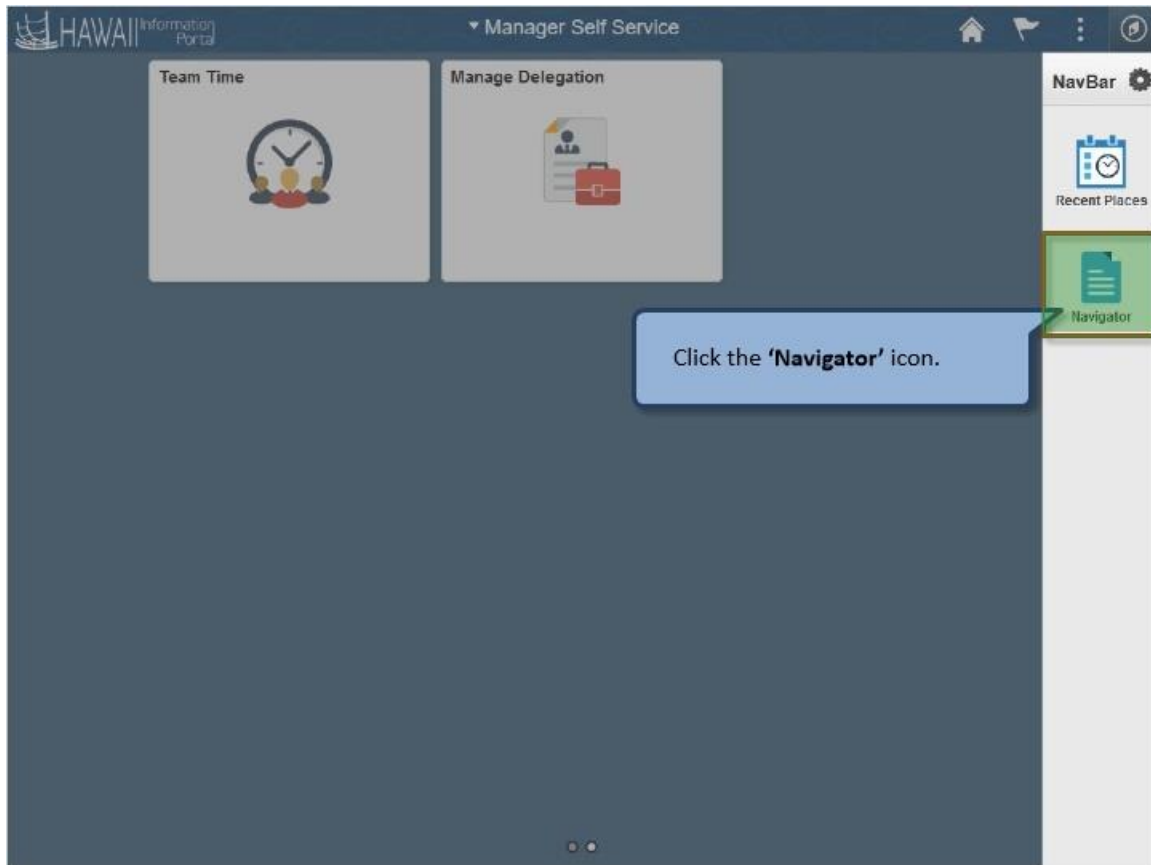 HAWAII Information
Portal
Manager Self Service
Team Time
Manage Delegation
NavBar
Recent Places
Navigator
Click the ‘Navigator’ icon.